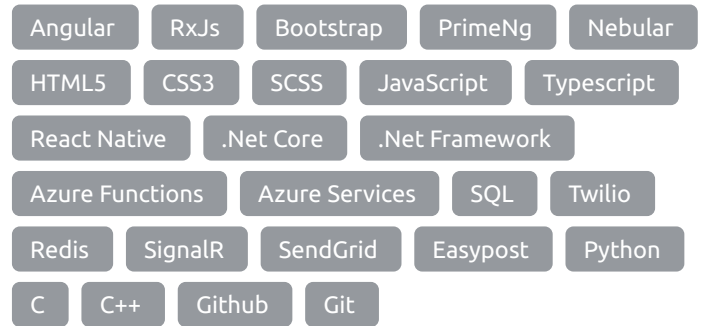 Angular RxJs Bootstrap PrimeNg Nebular
HTML5 CSS3 SCSS JavaScript Typescript
React Native .Net Core .Net Framework
Azure Functions Azure Services SQL Twilio
Redis SignalR SendGrid Easypost Python
C C++ Github Git